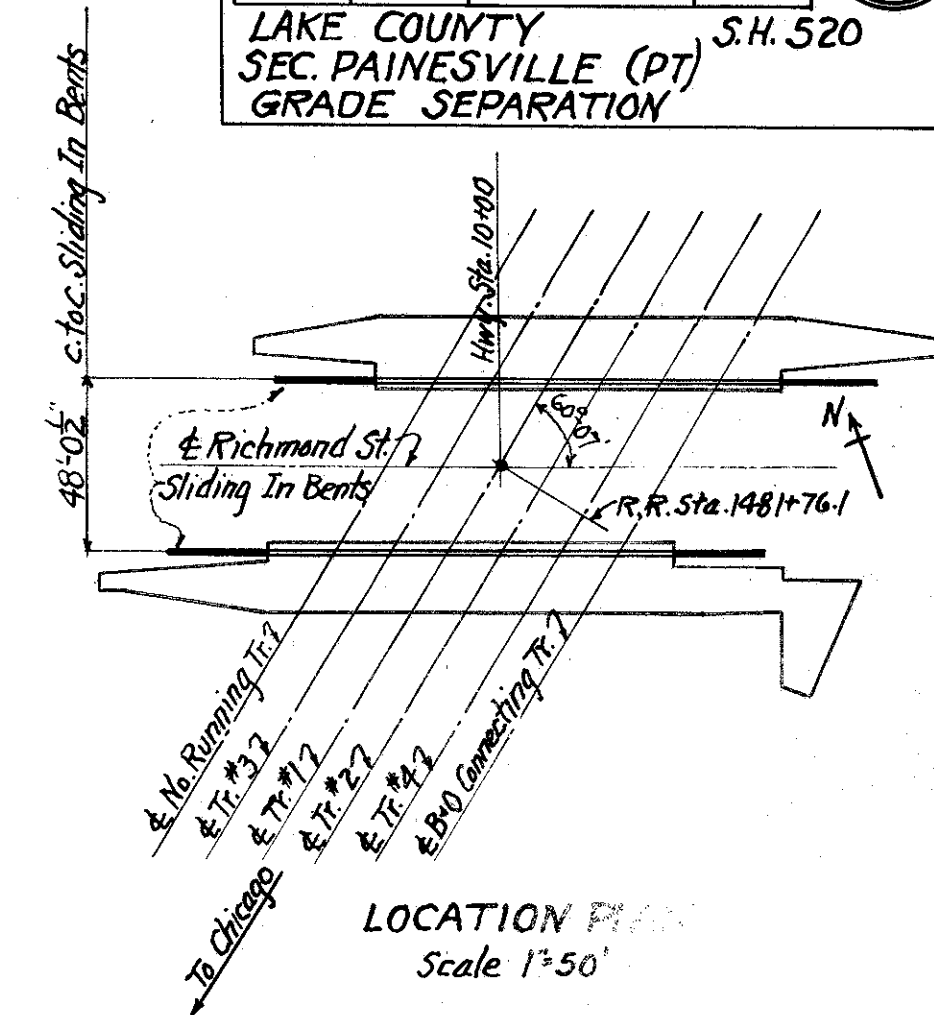 LAKE COUNTY S.H. 520
SEC. PAINESVILLE (PT)
GRADE SEPARATION
c. to c. Sliding In Bents
48'-0½"
Hwy. Sta. 10+00
60° 07'
N
℄ Richmond St.
Sliding In Bents
R.R. Sta. 1481+76.1
℄ No. Running Tr.
℄ Tr. #3
℄ Tr. #1
℄ Tr. #2
℄ Tr. #4
℄ B&O Connecting Tr.
To Chicago
LOCATION PLAN
Scale 1"=50'